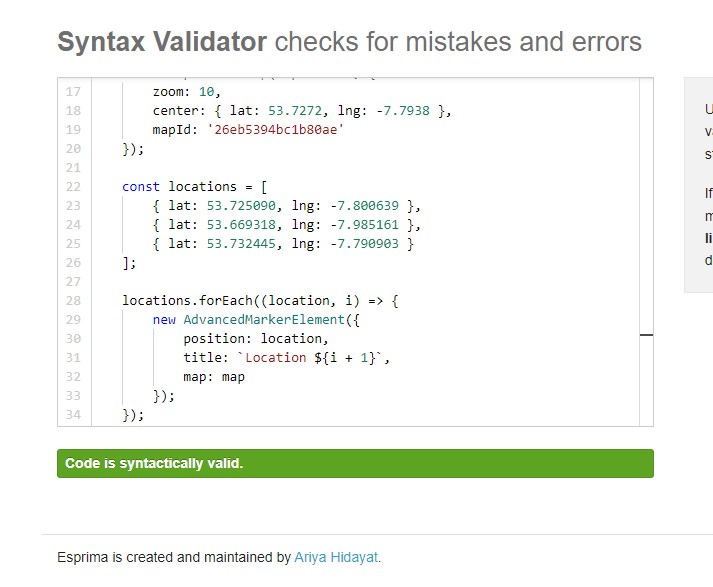 Syntax Validator checks for mistakes and errors
17 zoom: 10,
18 center: { lat: 53.7272, lng: -7.7938 },
19 mapId: '26eb5394bc1b80ae'
20 });
21
22 const locations = [
23 { lat: 53.725090, lng: -7.800639 },
24 { lat: 53.669318, lng: -7.985161 },
25 { lat: 53.732445, lng: -7.790903 }
26 ];
27
28 locations.forEach((location, i) => {
29 new AdvancedMarkerElement({
30 position: location,
31 title: `Location ${i + 1}`,
32 map: map
33 });
34 });
Code is syntactically valid.
Esprima is created and maintained by Ariya Hidayat.
If